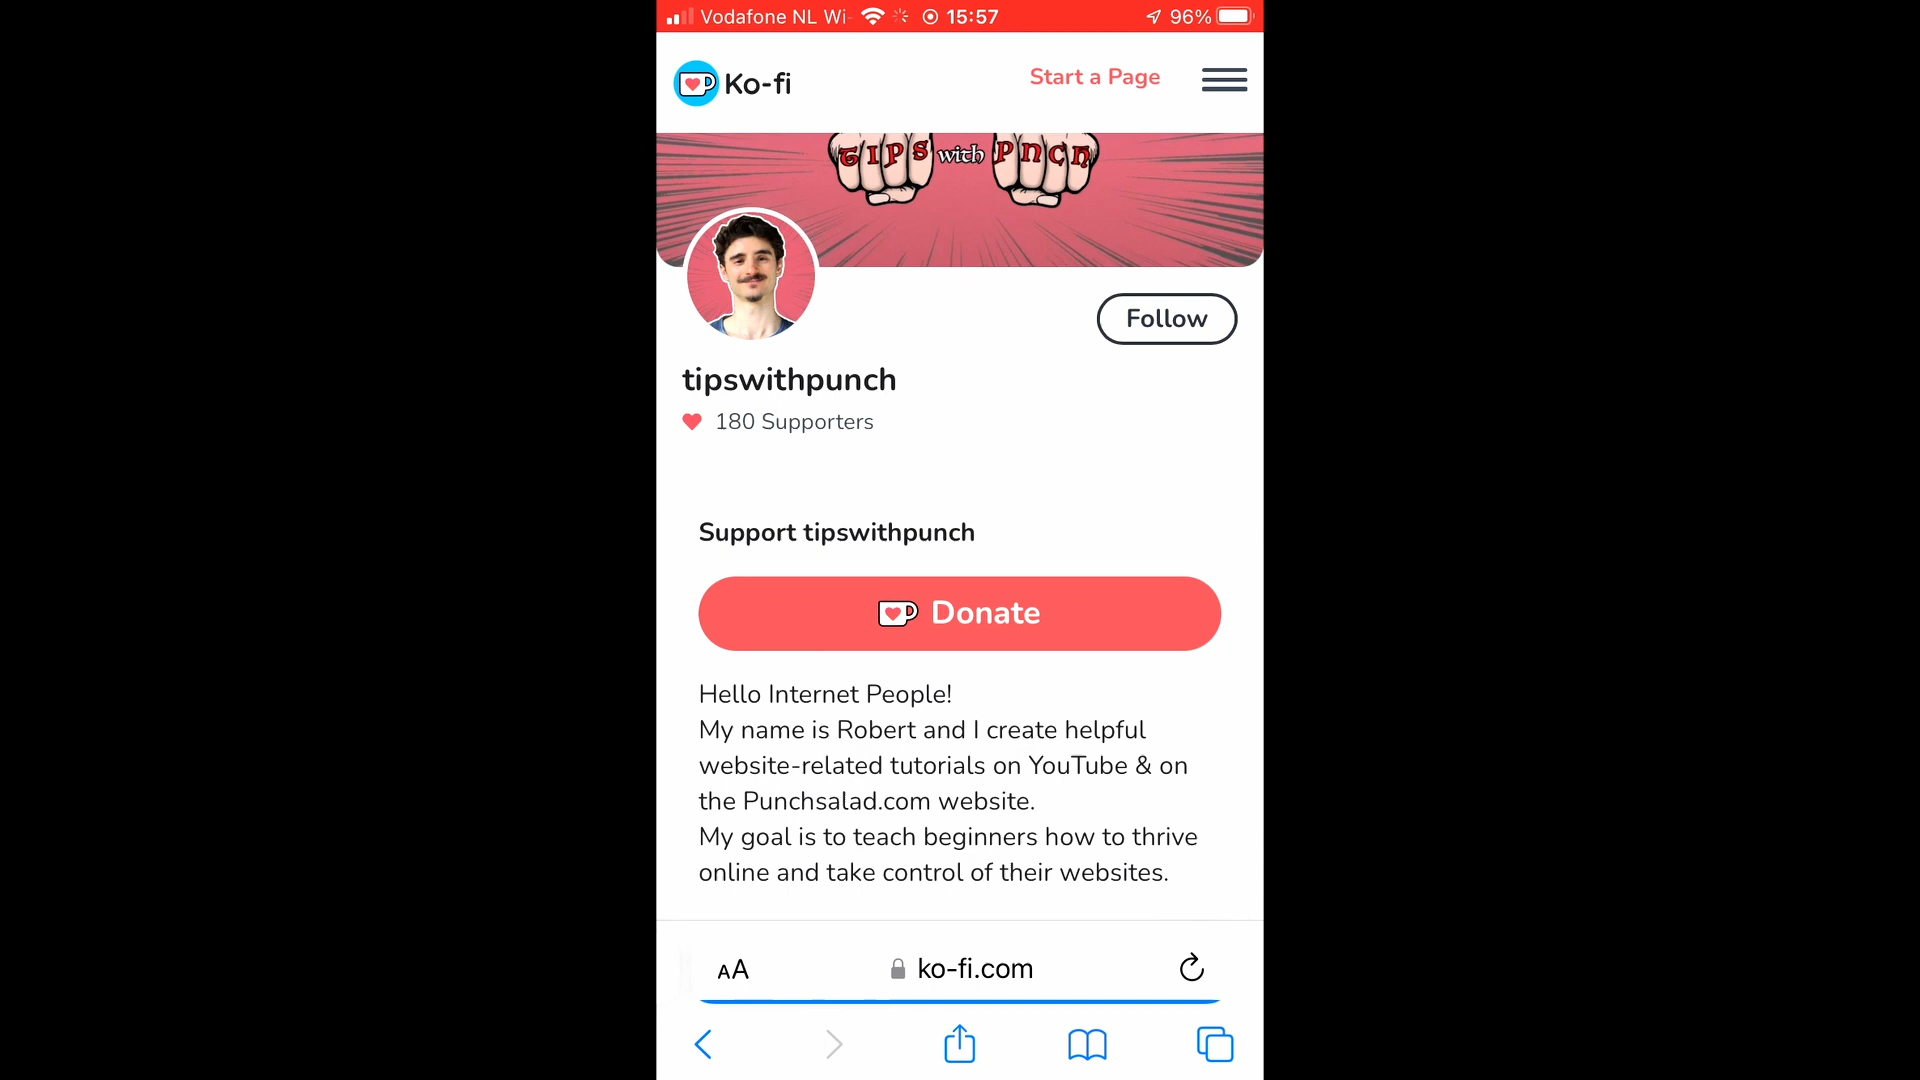 Vodafone NL Wi- 15:57 96%
Ko-fi
Start a Page
TIPS with PNCH
Follow
tipswithpunch
180 Supporters
Support tipswithpunch
Donate
Hello Internet People!
My name is Robert and I create helpful
website-related tutorials on YouTube & on
the Punchsalad.com website.
My goal is to teach beginners how to thrive
online and take control of their websites.
AA
ko-fi.com